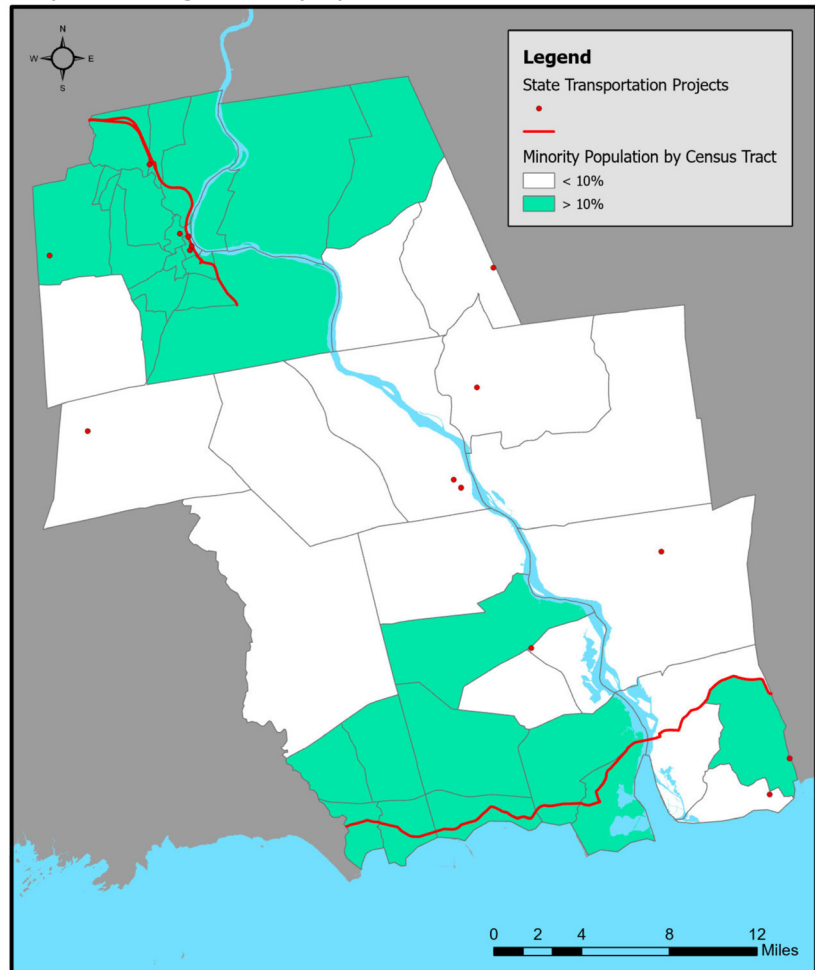 N
W E
S
Legend
State Transportation Projects
Minority Population by Census Tract
< 10%
> 10%
0 2 4 8 12
Miles